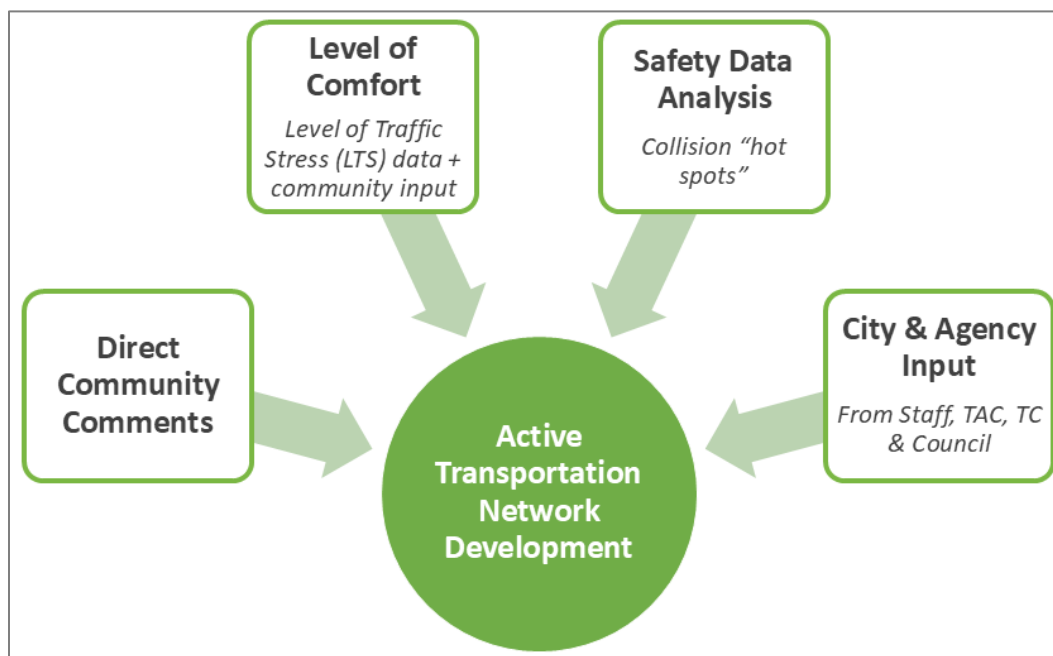 Level of
Comfort
Level of Traffic
Stress (LTS) data +
community input
Safety Data
Analysis
Collision “hot
spots”
Direct
Community
Comments
City & Agency
Input
From Staff, TAC, TC
& Council
Active
Transportation
Network
Development